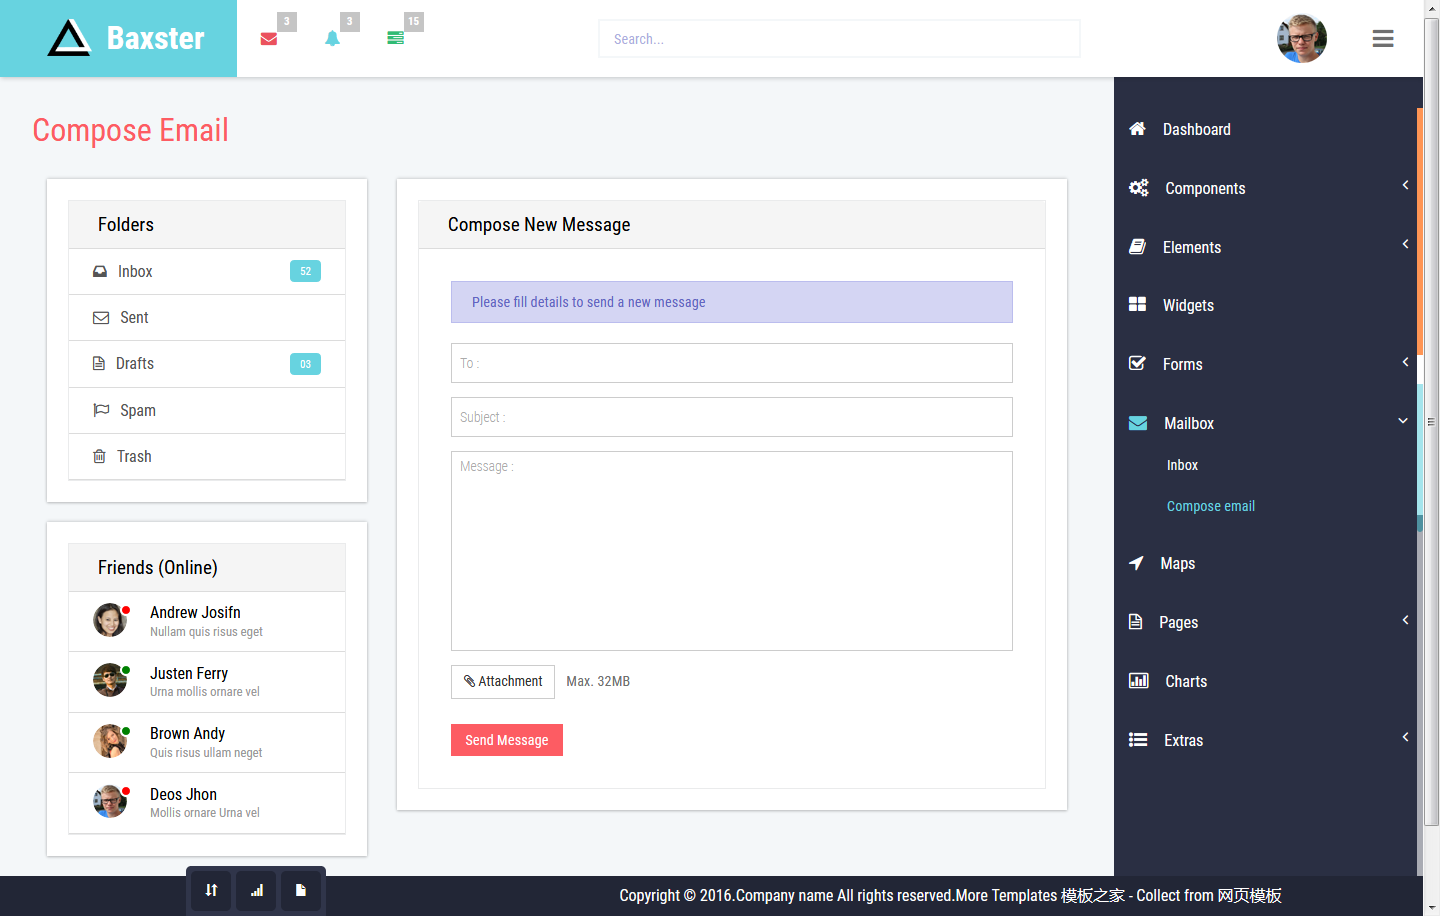 Baxster
3
3
15
Search...
Compose Email
Folders
Inbox
52
Sent
Drafts
03
Spam
Trash
Friends (Online)
Andrew Josifn
Nullam quis risus eget
Justen Ferry
Urna mollis ornare vel
Brown Andy
Quis risus ullam neget
Deos Jhon
Mollis ornare Urna vel
Compose New Message
Please fill details to send a new message
To :
Subject :
Message :
Attachment
Max. 32MB
Send Message
Dashboard
Components
Elements
Widgets
Forms
Mailbox
Inbox
Compose email
Maps
Pages
Charts
Extras
Copyright © 2016.Company name All rights reserved.More Templates 模板之家 - Collect from 网页模板